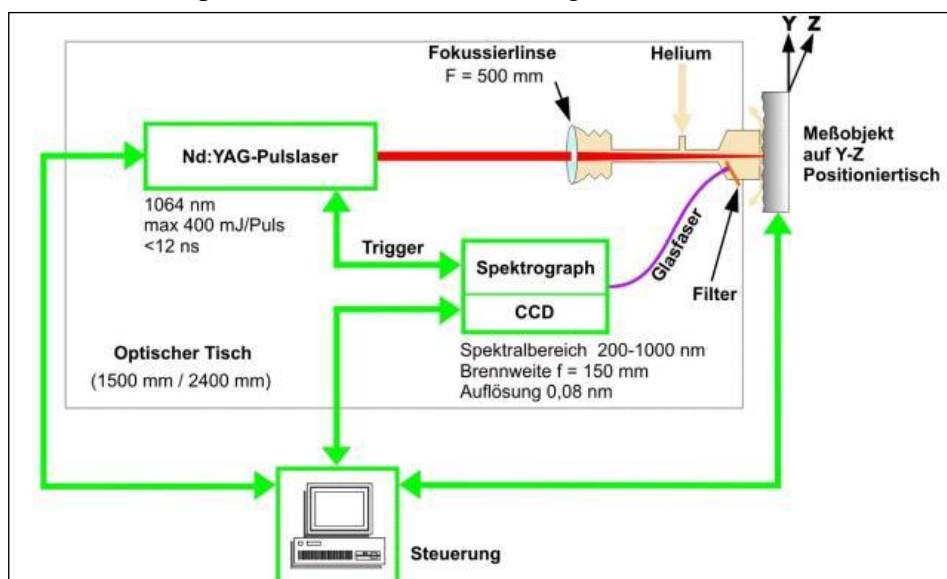 Y Z
Fokussierlinse
F = 500 mm
Helium
Nd:YAG-Pulslaser
1064 nm
max 400 mJ/Puls
<12 ns
Meßobjekt
auf Y-Z
Positioniertisch
Trigger
Spektrograph
CCD
Glasfaser
Filter
Spektralbereich 200-1000 nm
Brennweite f = 150 mm
Auflösung 0,08 nm
Optischer Tisch
(1500 mm / 2400 mm)
Steuerung